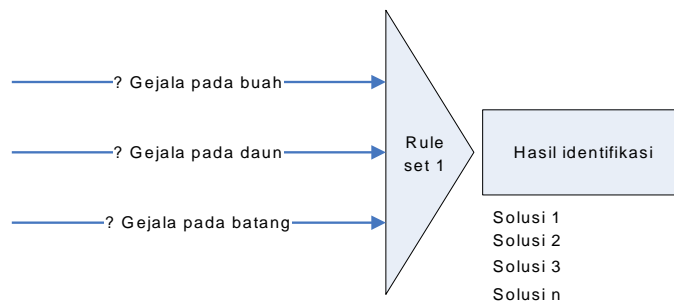 ? Gejala pada buah
? Gejala pada daun
? Gejala pada batang
Rule
set 1
Hasil identifikasi
Solusi 1
Solusi 2
Solusi 3
Solusi n